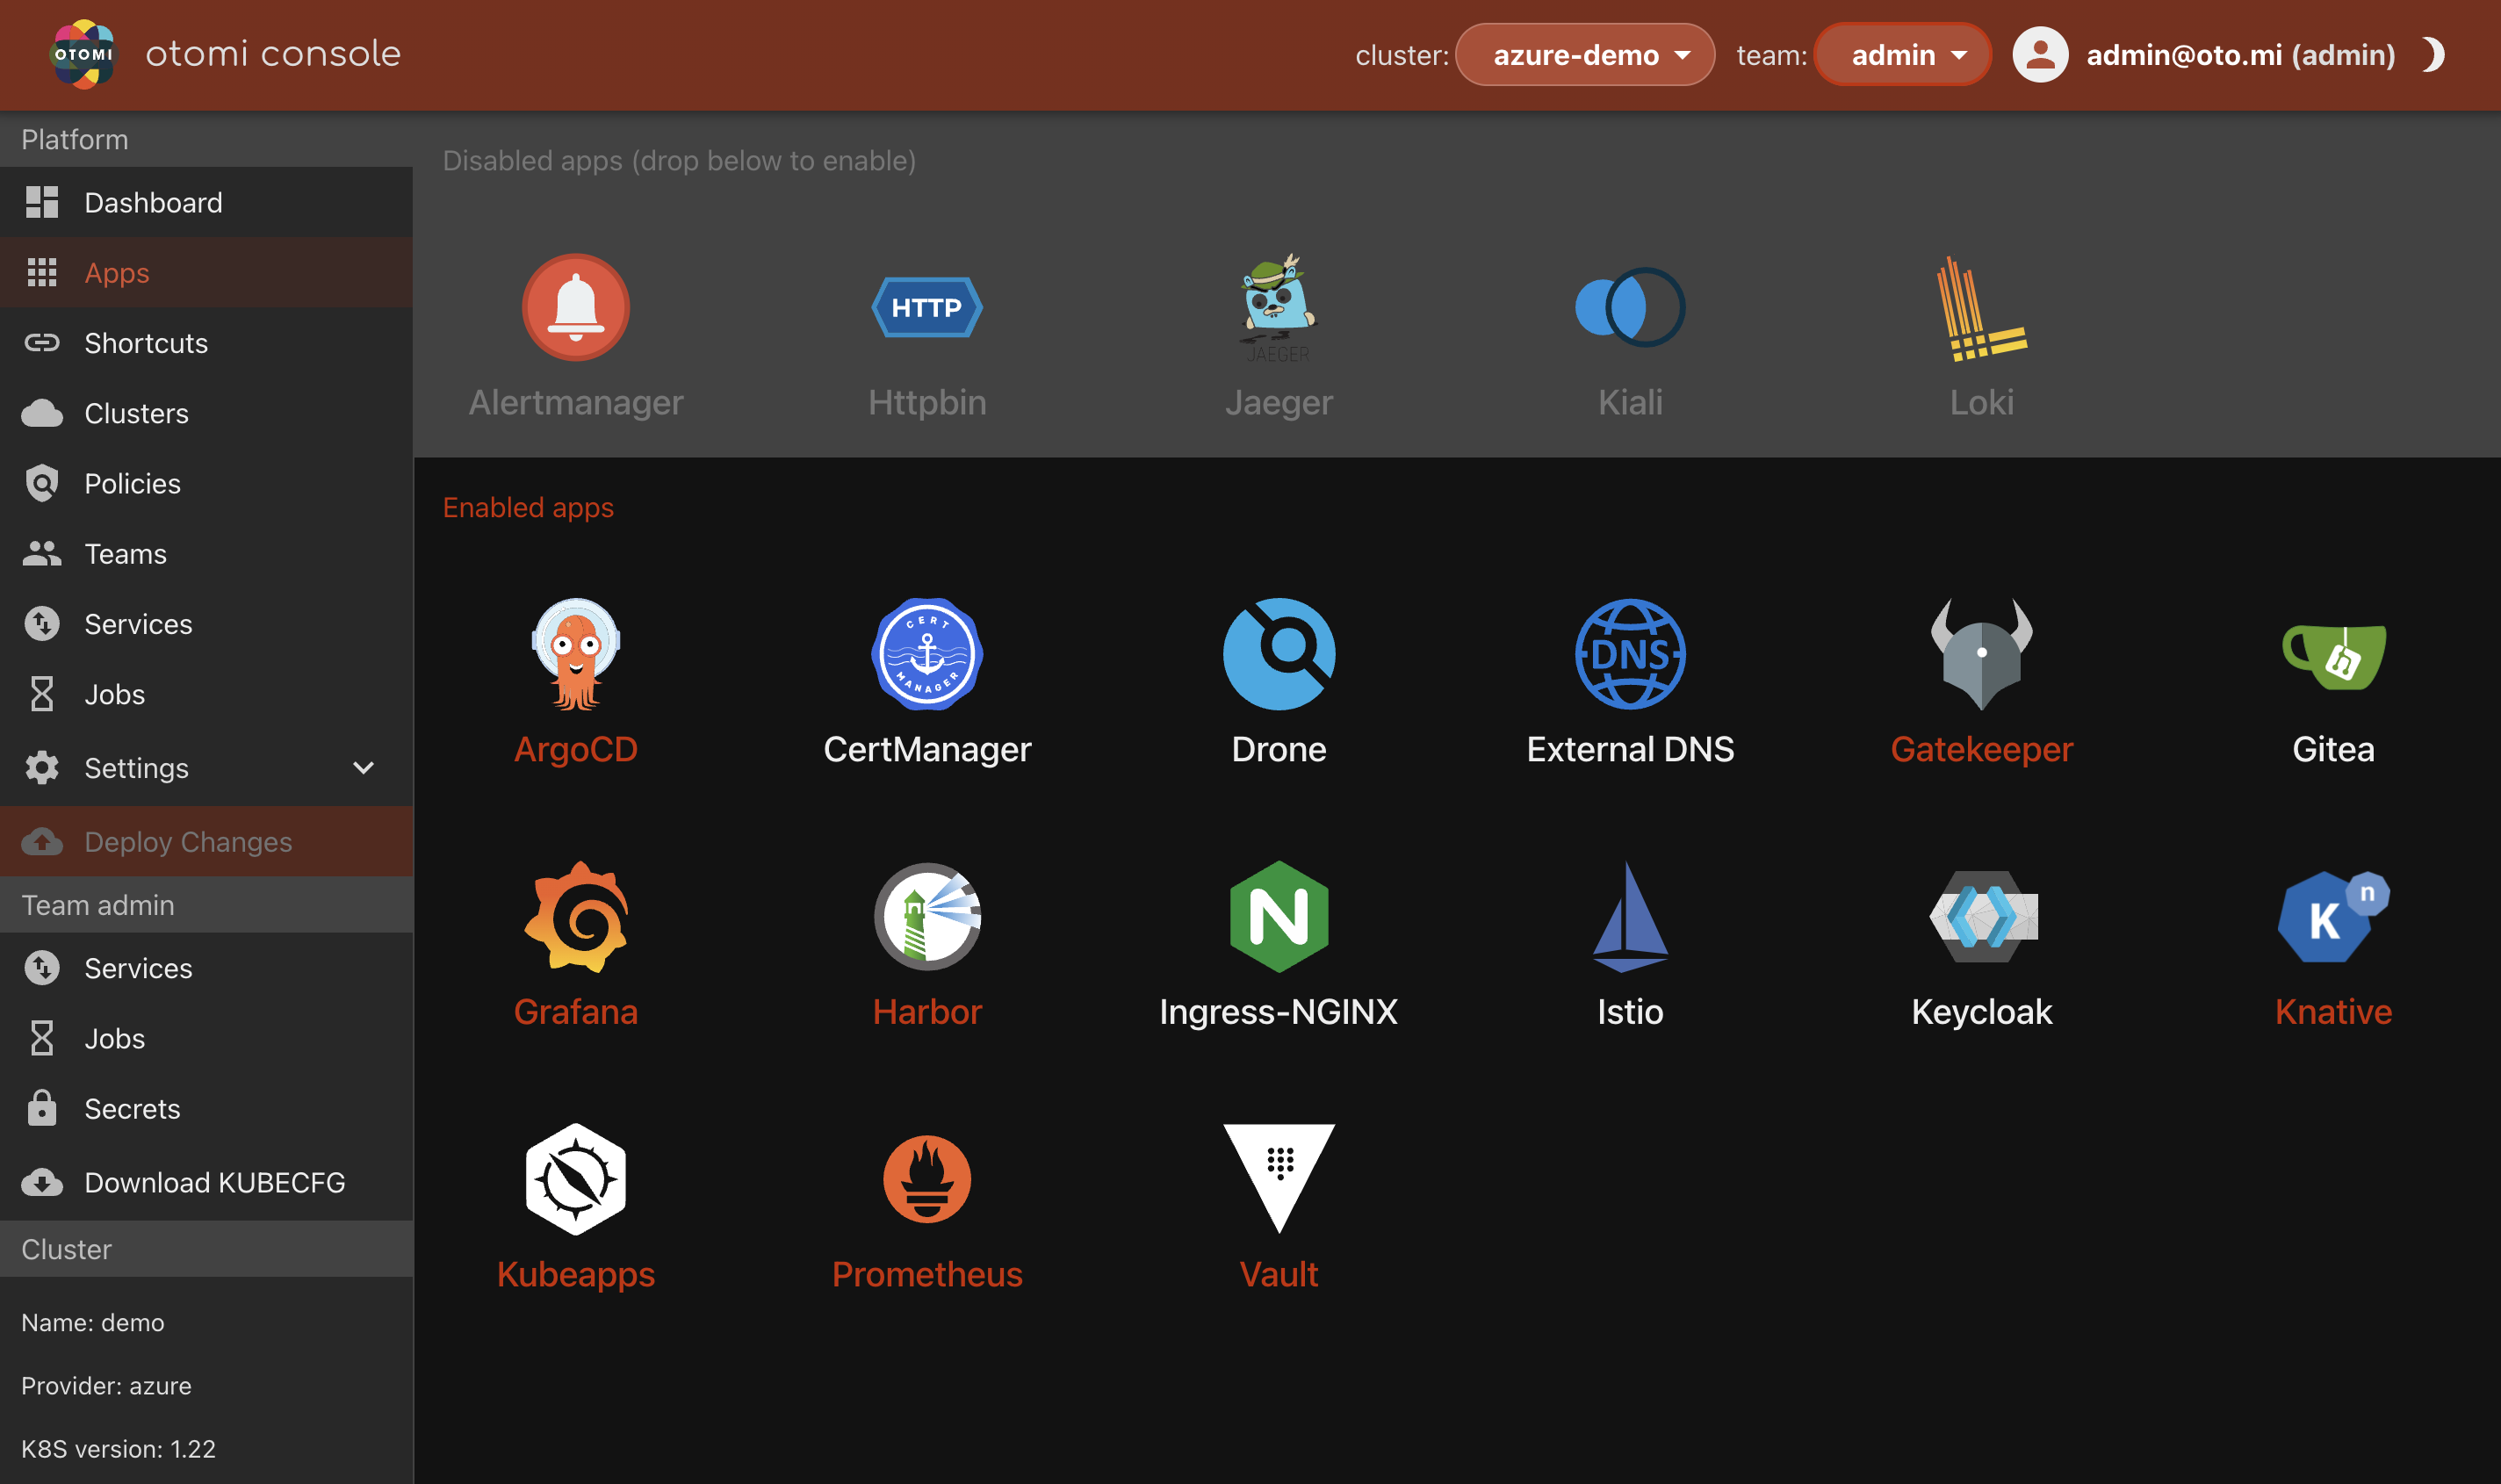 OTOMI
otomi console
cluster:
azure-demo
team:
admin
admin@oto.mi (admin)
Platform
Dashboard
Apps
Shortcuts
Clusters
Policies
Teams
Services
Jobs
Settings
Deploy Changes
Team admin
Services
Jobs
Secrets
Download KUBECFG
Cluster
Name: demo
Provider: azure
K8S version: 1.22
Disabled apps (drop below to enable)
HTTP
JAEGER
Alertmanager
Httpbin
Jaeger
Kiali
Loki
Enabled apps
CERT
MANAGER
DNS
ArgoCD
CertManager
Drone
External DNS
Gatekeeper
Gitea
N
K
n
Grafana
Harbor
Ingress-NGINX
Istio
Keycloak
Knative
Kubeapps
Prometheus
Vault